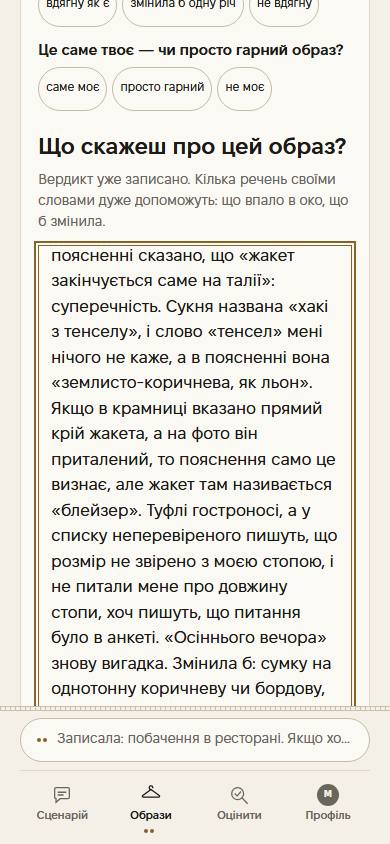 вдягну як є
змінила б одну річ
не вдягну
Це саме твоє — чи просто гарний образ?
саме моє
просто гарний
не моє
Що скажеш про цей образ?
Вердикт уже записано. Кілька речень своїми
словами дуже допоможуть: що впало в око, що
б змінила.
поясненні сказано, що «жакет
закінчується саме на талії»:
суперечність. Сукня названа «хакі
з тенселу», і слово «тенсел» мені
нічого не каже, а в поясненні вона
«землисто-коричнева, як льон».
Якщо в крамниці вказано прямий
крій жакета, а на фото він
приталений, то пояснення само це
визнає, але жакет там називається
«блейзер». Туфлі гостроносі, а у
списку неперевіреного пишуть, що
розмір не звірено з моєю стопою, і
не питали мене про довжину
стопи, хоч пишуть, що питання
було в анкеті. «Осіннього вечора»
знову вигадка. Змінила б: сумку на
однотонну коричневу чи бордову,
Записала: побачення в ресторані. Якщо хо...
М
Сценарій
Образи
Оцінити
Профіль